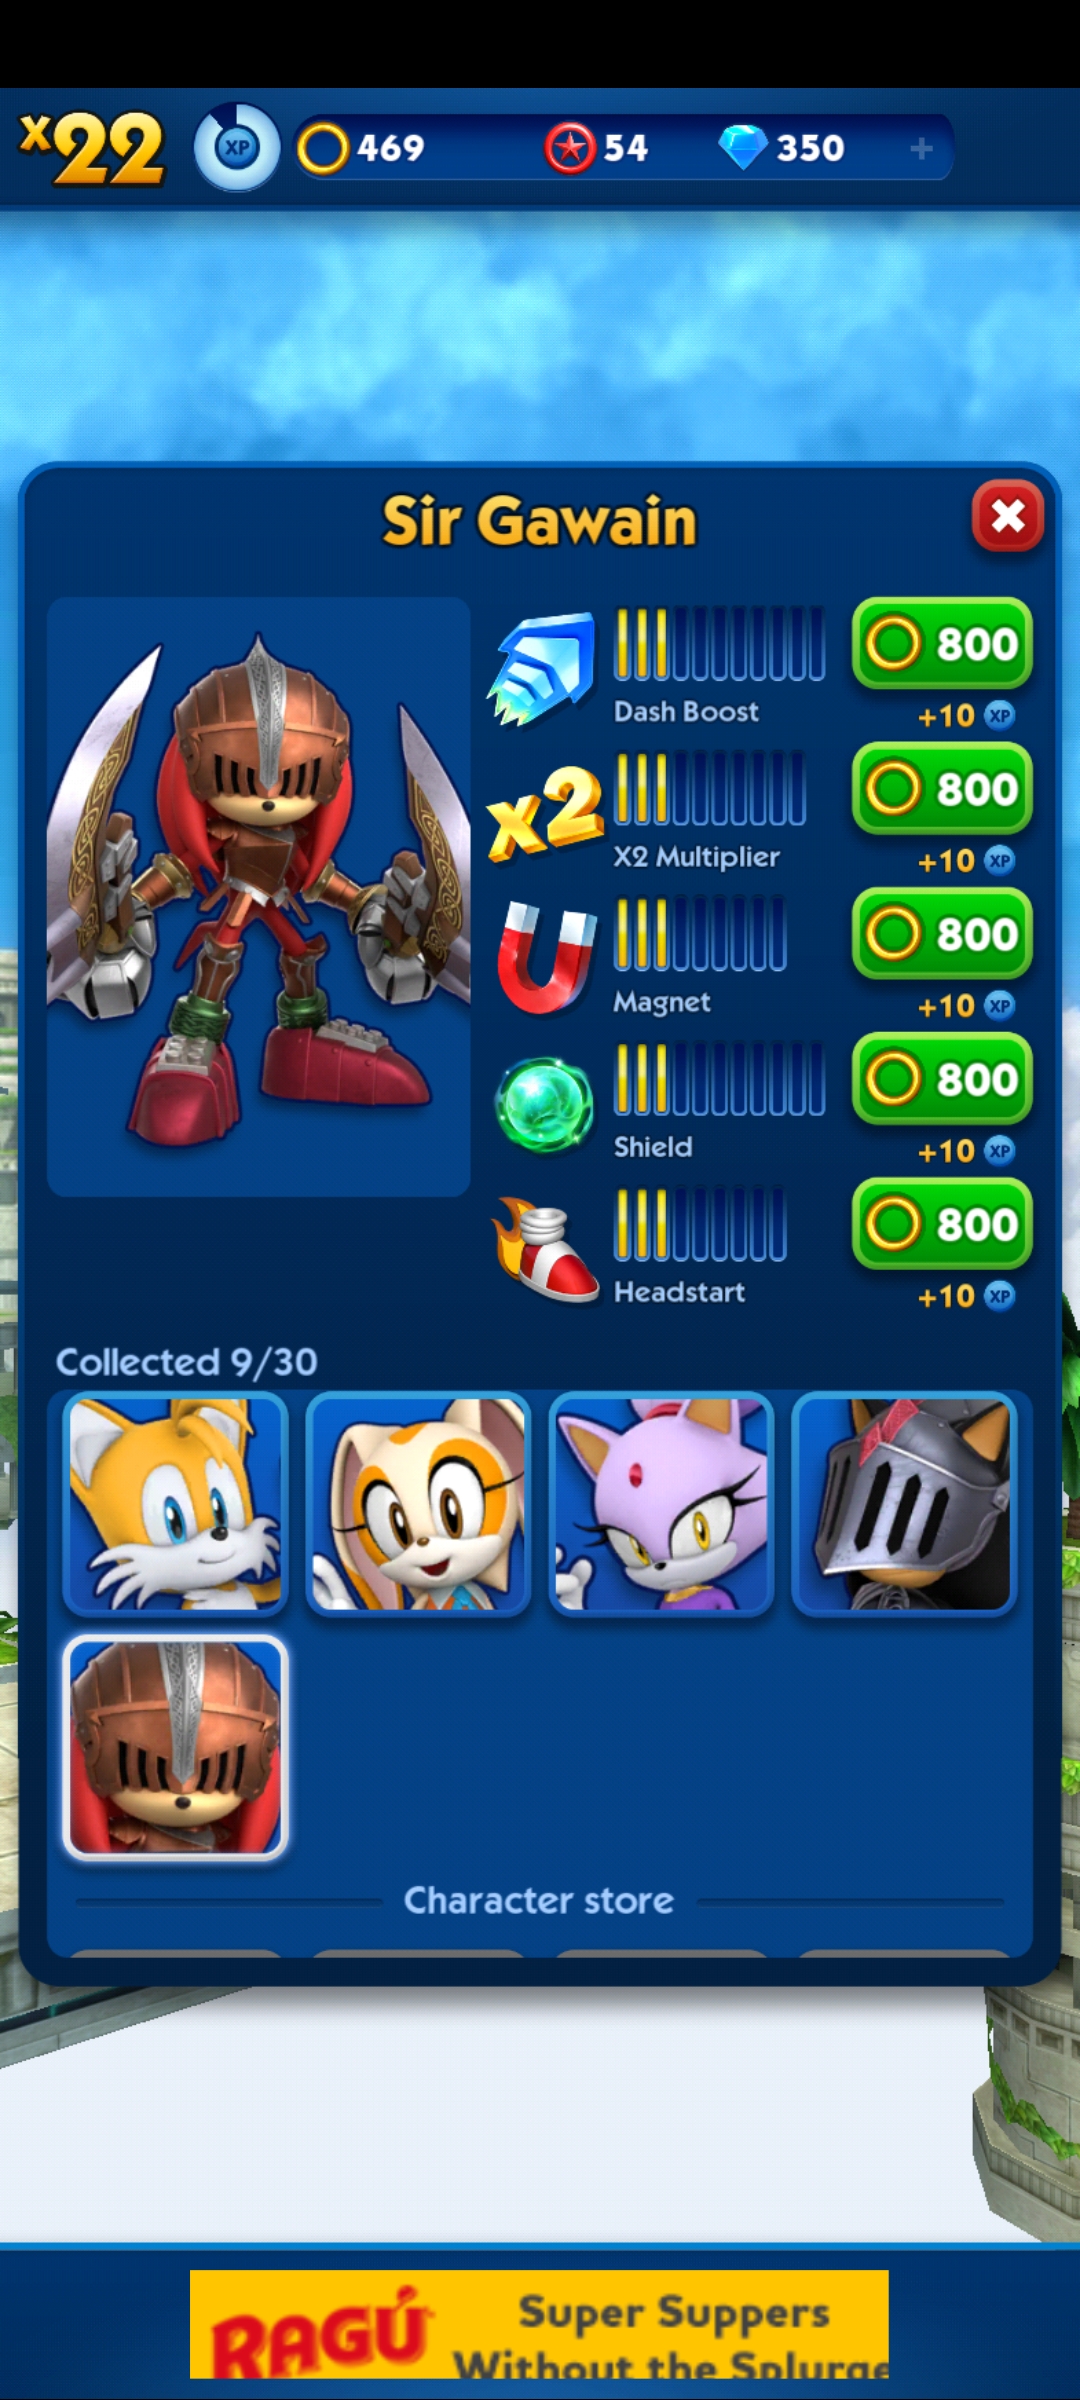 x22 XP 469 54 350 +
Sir Gawain
800
Dash Boost
+10 XP
x2
800
X2 Multiplier
+10 XP
800
Magnet
+10 XP
800
Shield
+10 XP
800
Headstart
+10 XP
Collected 9/30
Character store
RAGÚ
Super Suppers
Without the Splurge